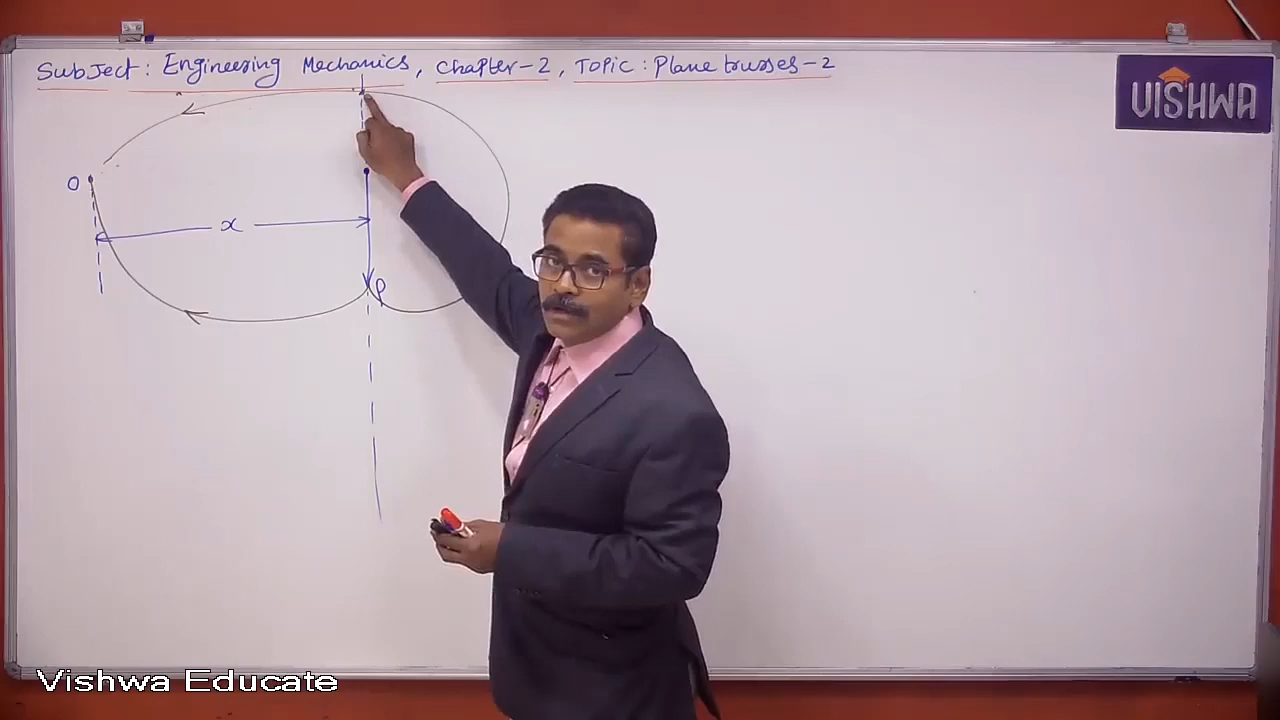 Subject: Engineering Mechanics, Chapter-2, Topic: Plane trusses-2
VISHWA
O
x
P
Vishwa Educate